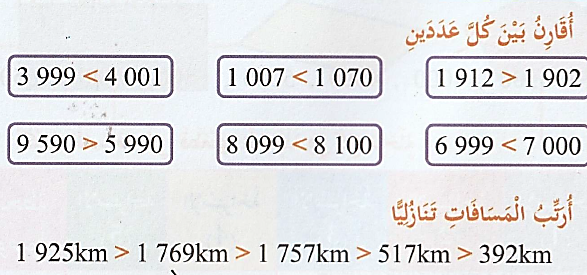 أُقَارِنُ بَيْنَ كُلَّ عَدَدَينِ
3 999 < 4 001 1 007 < 1 070 1 912 > 1 902
9 590 > 5 990 8 099 < 8 100 6 999 < 7 000
أُرَتِّبُ الْمَسَافَاتِ تَنَازُلِيًّا
1 925km > 1 769km > 1 757km > 517km > 392km